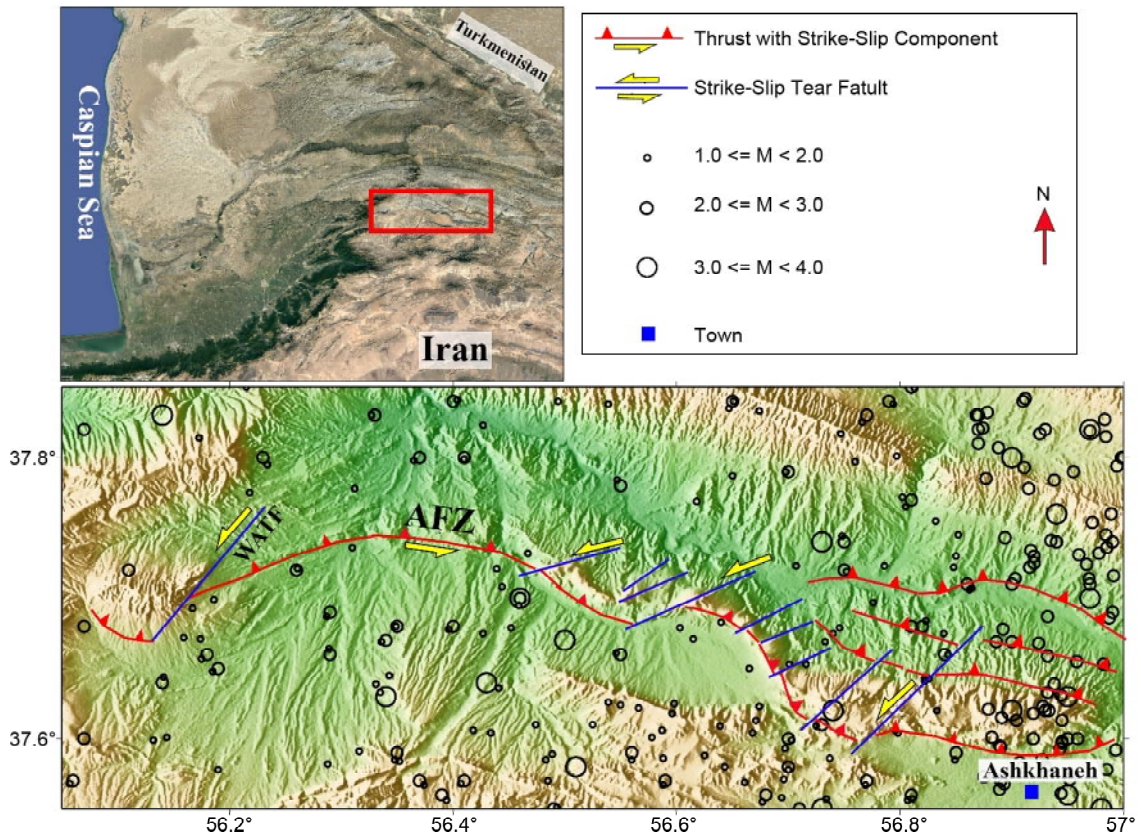 Turkmenistan
Caspian Sea
Iran
Thrust with Strike-Slip Component
Strike-Slip Tear Fatult
1.0 <= M < 2.0
2.0 <= M < 3.0
3.0 <= M < 4.0
Town
N
37.8°
37.6°
WATF
AFZ
Ashkhaneh
56.2
56.4
56.6
56.8
57°